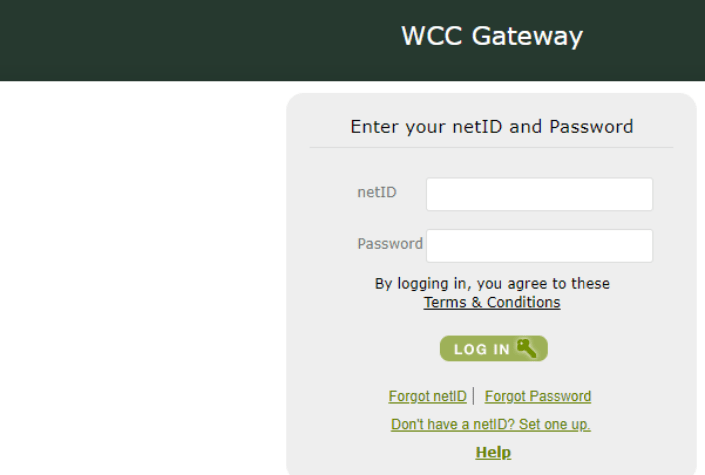 WCC Gateway
Enter your netID and Password
netID
Password
By logging in, you agree to these
Terms & Conditions
LOG IN
Forgot netID | Forgot Password
Don't have a netID? Set one up.
Help